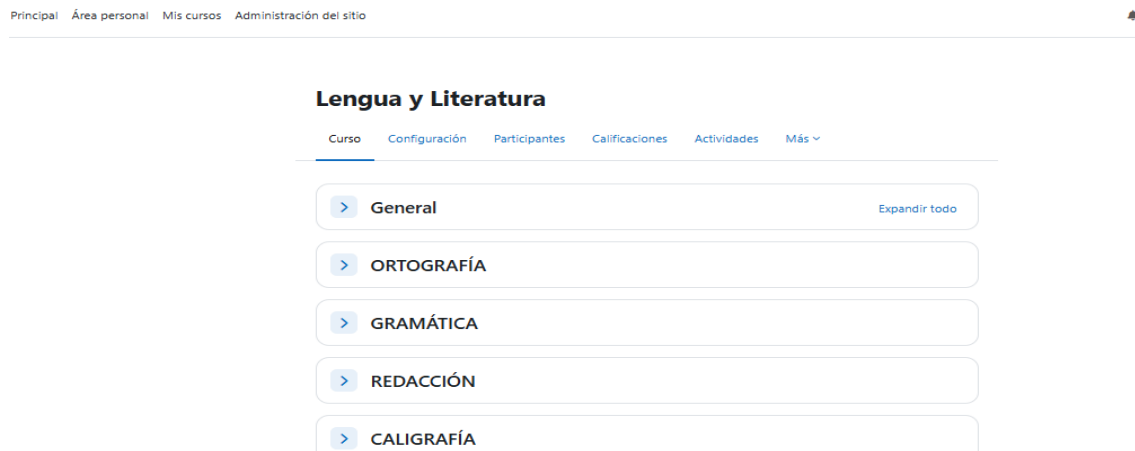 Principal Área personal Mis cursos Administración del sitio
Lengua y Literatura
Curso Configuración Participantes Calificaciones Actividades Más
General Expandir todo
ORTOGRAFÍA
GRAMÁTICA
REDACCIÓN
CALIGRAFÍA